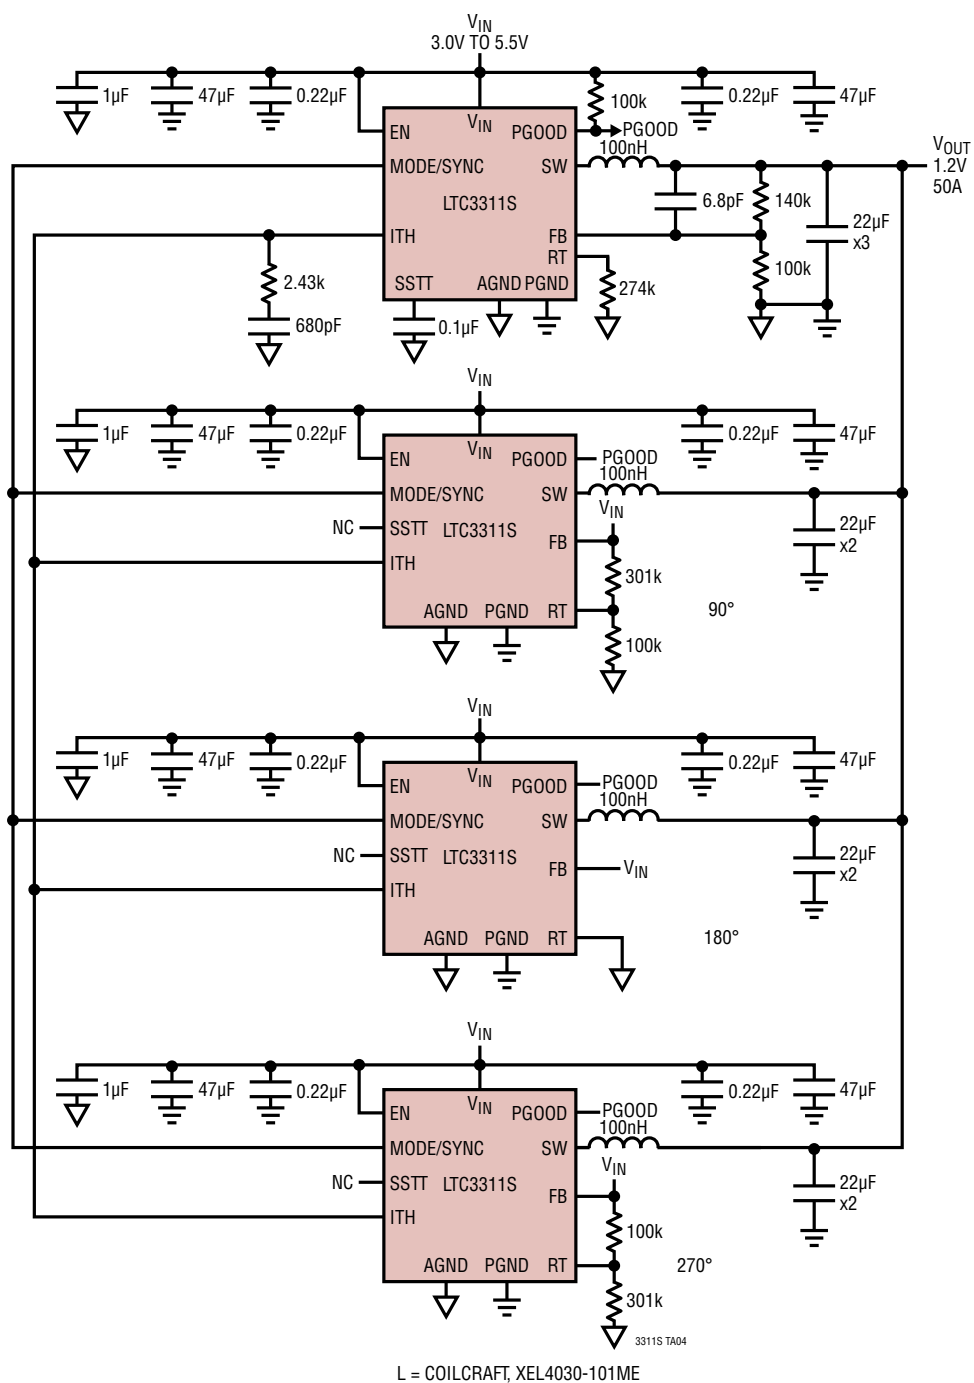 VIN
3.0V TO 5.5V
1µF
47µF
0.22µF
100k
0.22µF
47µF
VIN
EN
PGOOD
PGOOD
100nH
MODE/SYNC
SW
VOUT
1.2V
50A
LTC3311S
6.8pF
140k
22µF
x3
ITH
FB
RT
2.43k
100k
SSTT
AGND
PGND
274k
680pF
0.1µF
VIN
1µF
47µF
0.22µF
0.22µF
47µF
VIN
EN
PGOOD
PGOOD
100nH
MODE/SYNC
SW
VIN
NC
SSTT
LTC3311S
FB
22µF
x2
ITH
301k
AGND
PGND
RT
90°
100k
VIN
1µF
47µF
0.22µF
0.22µF
47µF
VIN
EN
PGOOD
PGOOD
100nH
MODE/SYNC
SW
NC
SSTT
LTC3311S
FB
VIN
22µF
x2
ITH
AGND
PGND
RT
180°
VIN
1µF
47µF
0.22µF
0.22µF
47µF
VIN
EN
PGOOD
PGOOD
100nH
MODE/SYNC
SW
VIN
NC
SSTT
LTC3311S
FB
22µF
x2
ITH
100k
AGND
PGND
RT
270°
301k
3311S TA04
L = COILCRAFT, XEL4030-101ME